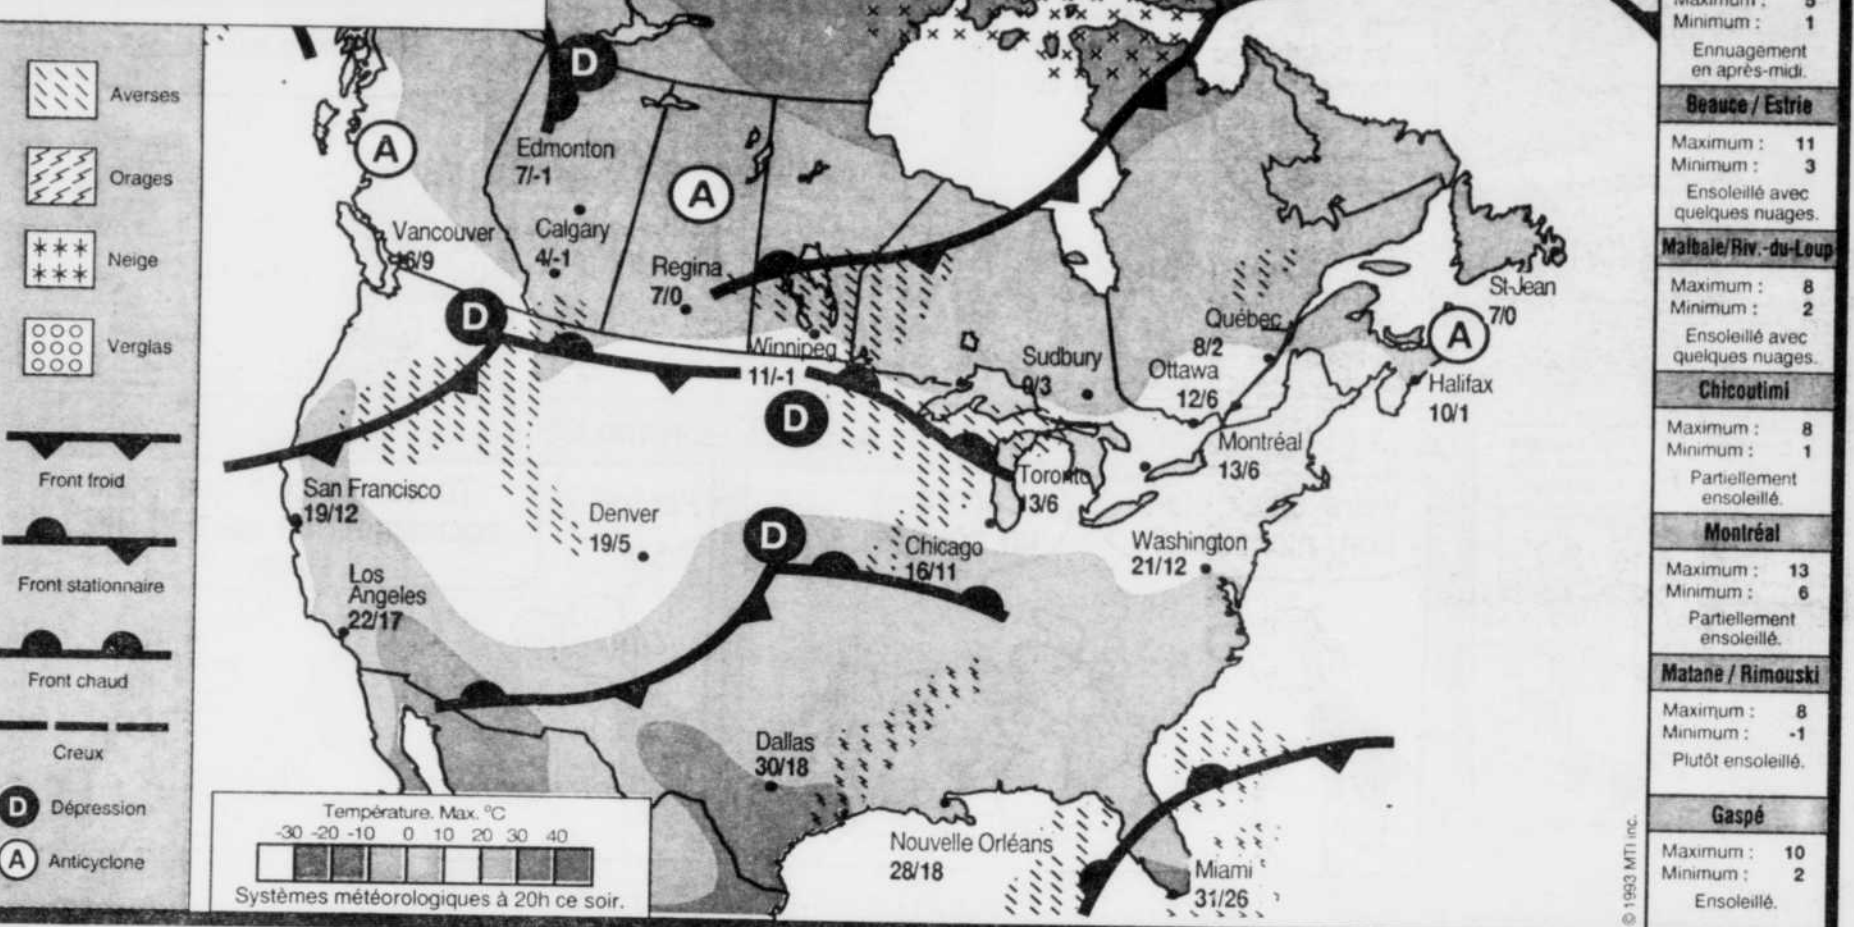 Averses
Orages
Neige
Verglas
Front froid
Front stationnaire
Front chaud
Creux
D Dépression
A Anticyclone
D
A
Edmonton
7/-1
A
Vancouver
16/9
Calgary
4/-1
Regina
7/0
D
Winnipeg
11/-1
D
Sudbury
9/3
Québec
8/2
Ottawa
12/6
St-Jean
7/0
A
Halifax
10/1
Montréal
13/6
Toronto
13/6
San Francisco
19/12
Denver
19/5
D
Chicago
16/11
Washington
21/12
Los
Angeles
22/17
Dallas
30/18
Nouvelle Orléans
28/18
Miami
31/26
Température. Max. °C
-30 -20 -10 0 10 20 30 40
Systèmes météorologiques à 20h ce soir.
© 1993 MTI inc.
Maximum : 5
Minimum : 1
Ennuagement
en après-midi.
Beauce / Estrie
Maximum : 11
Minimum : 3
Ensoleillé avec
quelques nuages.
Malbaie/Riv.-du-Loup
Maximum : 8
Minimum : 2
Ensoleillé avec
quelques nuages.
Chicoutimi
Maximum : 8
Minimum : 1
Partiellement
ensoleillé.
Montréal
Maximum : 13
Minimum : 6
Partiellement
ensoleillé.
Matane / Rimouski
Maximum : 8
Minimum : -1
Plutôt ensoleillé.
Gaspé
Maximum : 10
Minimum : 2
Ensoleillé.